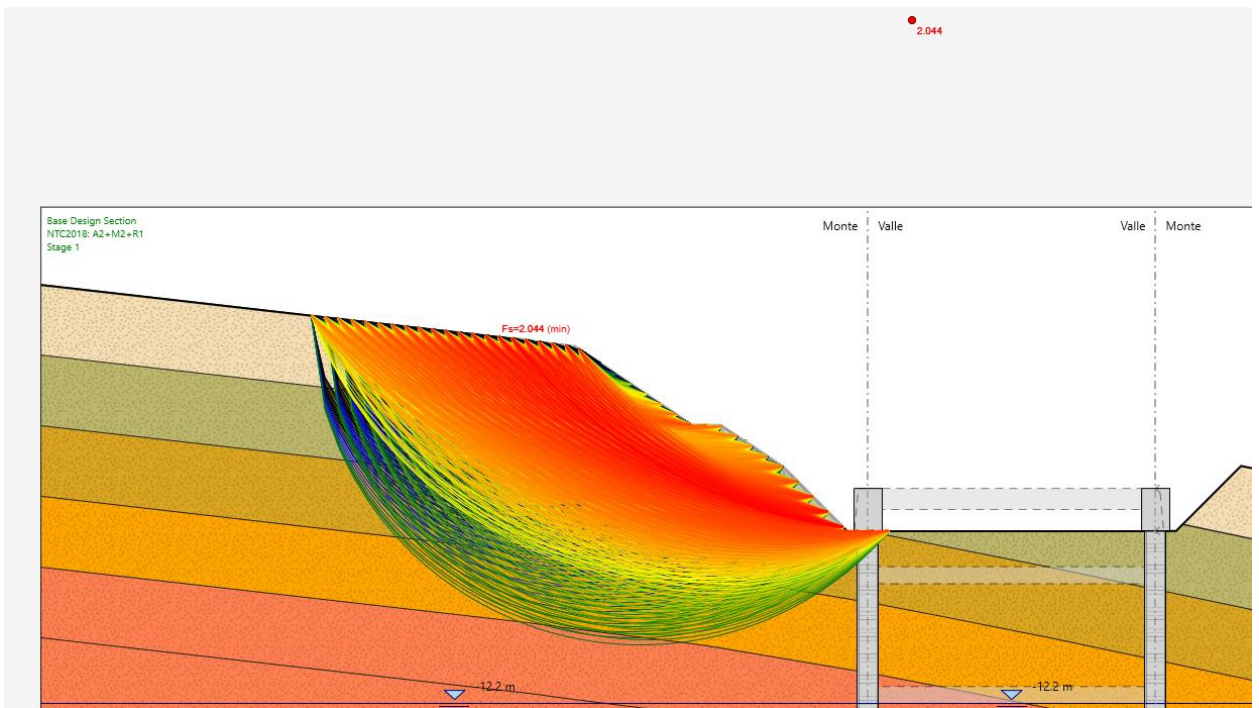 2.044
Base Design Section
NTC2018: A2+M2+R1
Stage 1
Monte Valle Valle Monte
Fs=2.044 (min)
-12.2 m -12.2 m